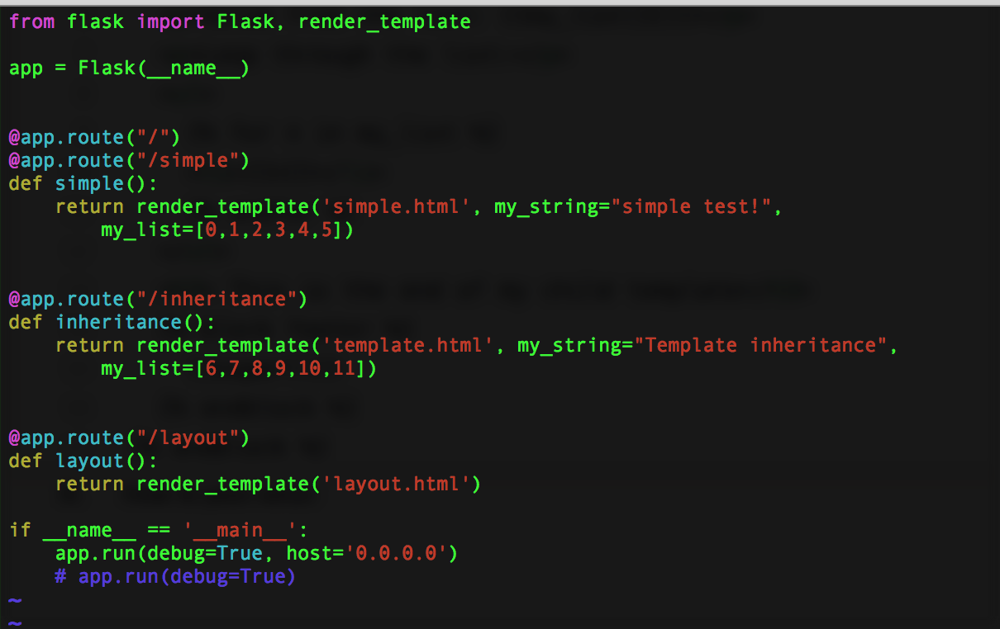 from flask import Flask, render_template
app = Flask(__name__)
@app.route("/")
@app.route("/simple")
def simple():
    return render_template('simple.html', my_string="simple test!",
        my_list=[0,1,2,3,4,5])
@app.route("/inheritance")
def inheritance():
    return render_template('template.html', my_string="Template inheritance",
        my_list=[6,7,8,9,10,11])
@app.route("/layout")
def layout():
    return render_template('layout.html')
if __name__ == '__main__':
    app.run(debug=True, host='0.0.0.0')
    # app.run(debug=True)
~
~